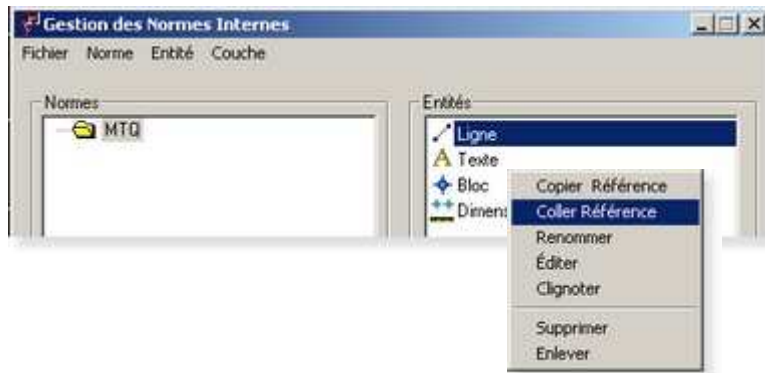 Gestion des Normes Internes
Fichier Norme Entité Couche
Normes
MTQ
Entités
Ligne
Texte
Bloc
Dimens
Copier Référence
Coller Référence
Renommer
Éditer
Clignoter
Supprimer
Enlever